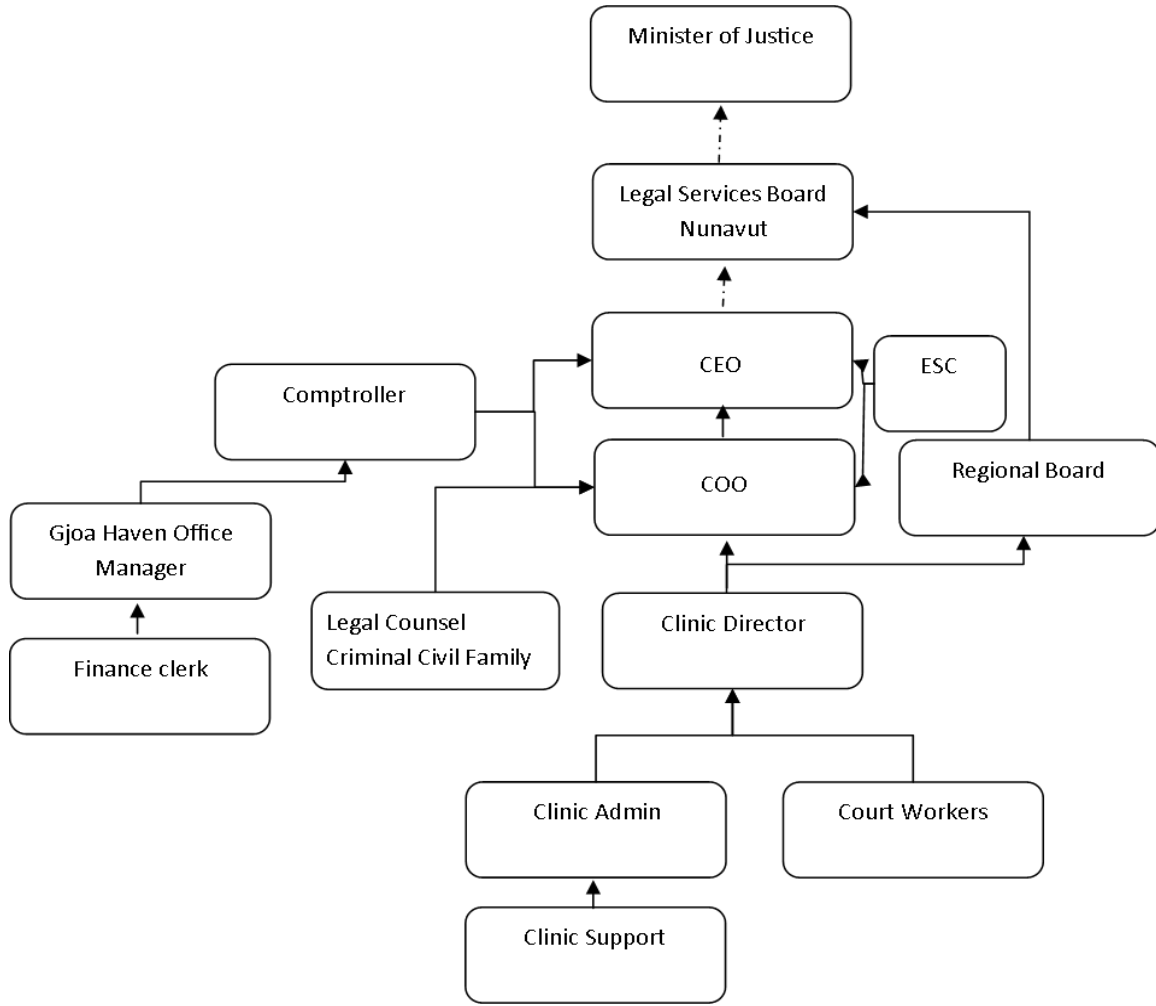 Minister of Justice
Legal Services Board
Nunavut
CEO
ESC
Comptroller
COO
Regional Board
Gjoa Haven Office
Manager
Legal Counsel
Criminal Civil Family
Clinic Director
Finance clerk
Clinic Admin
Court Workers
Clinic Support